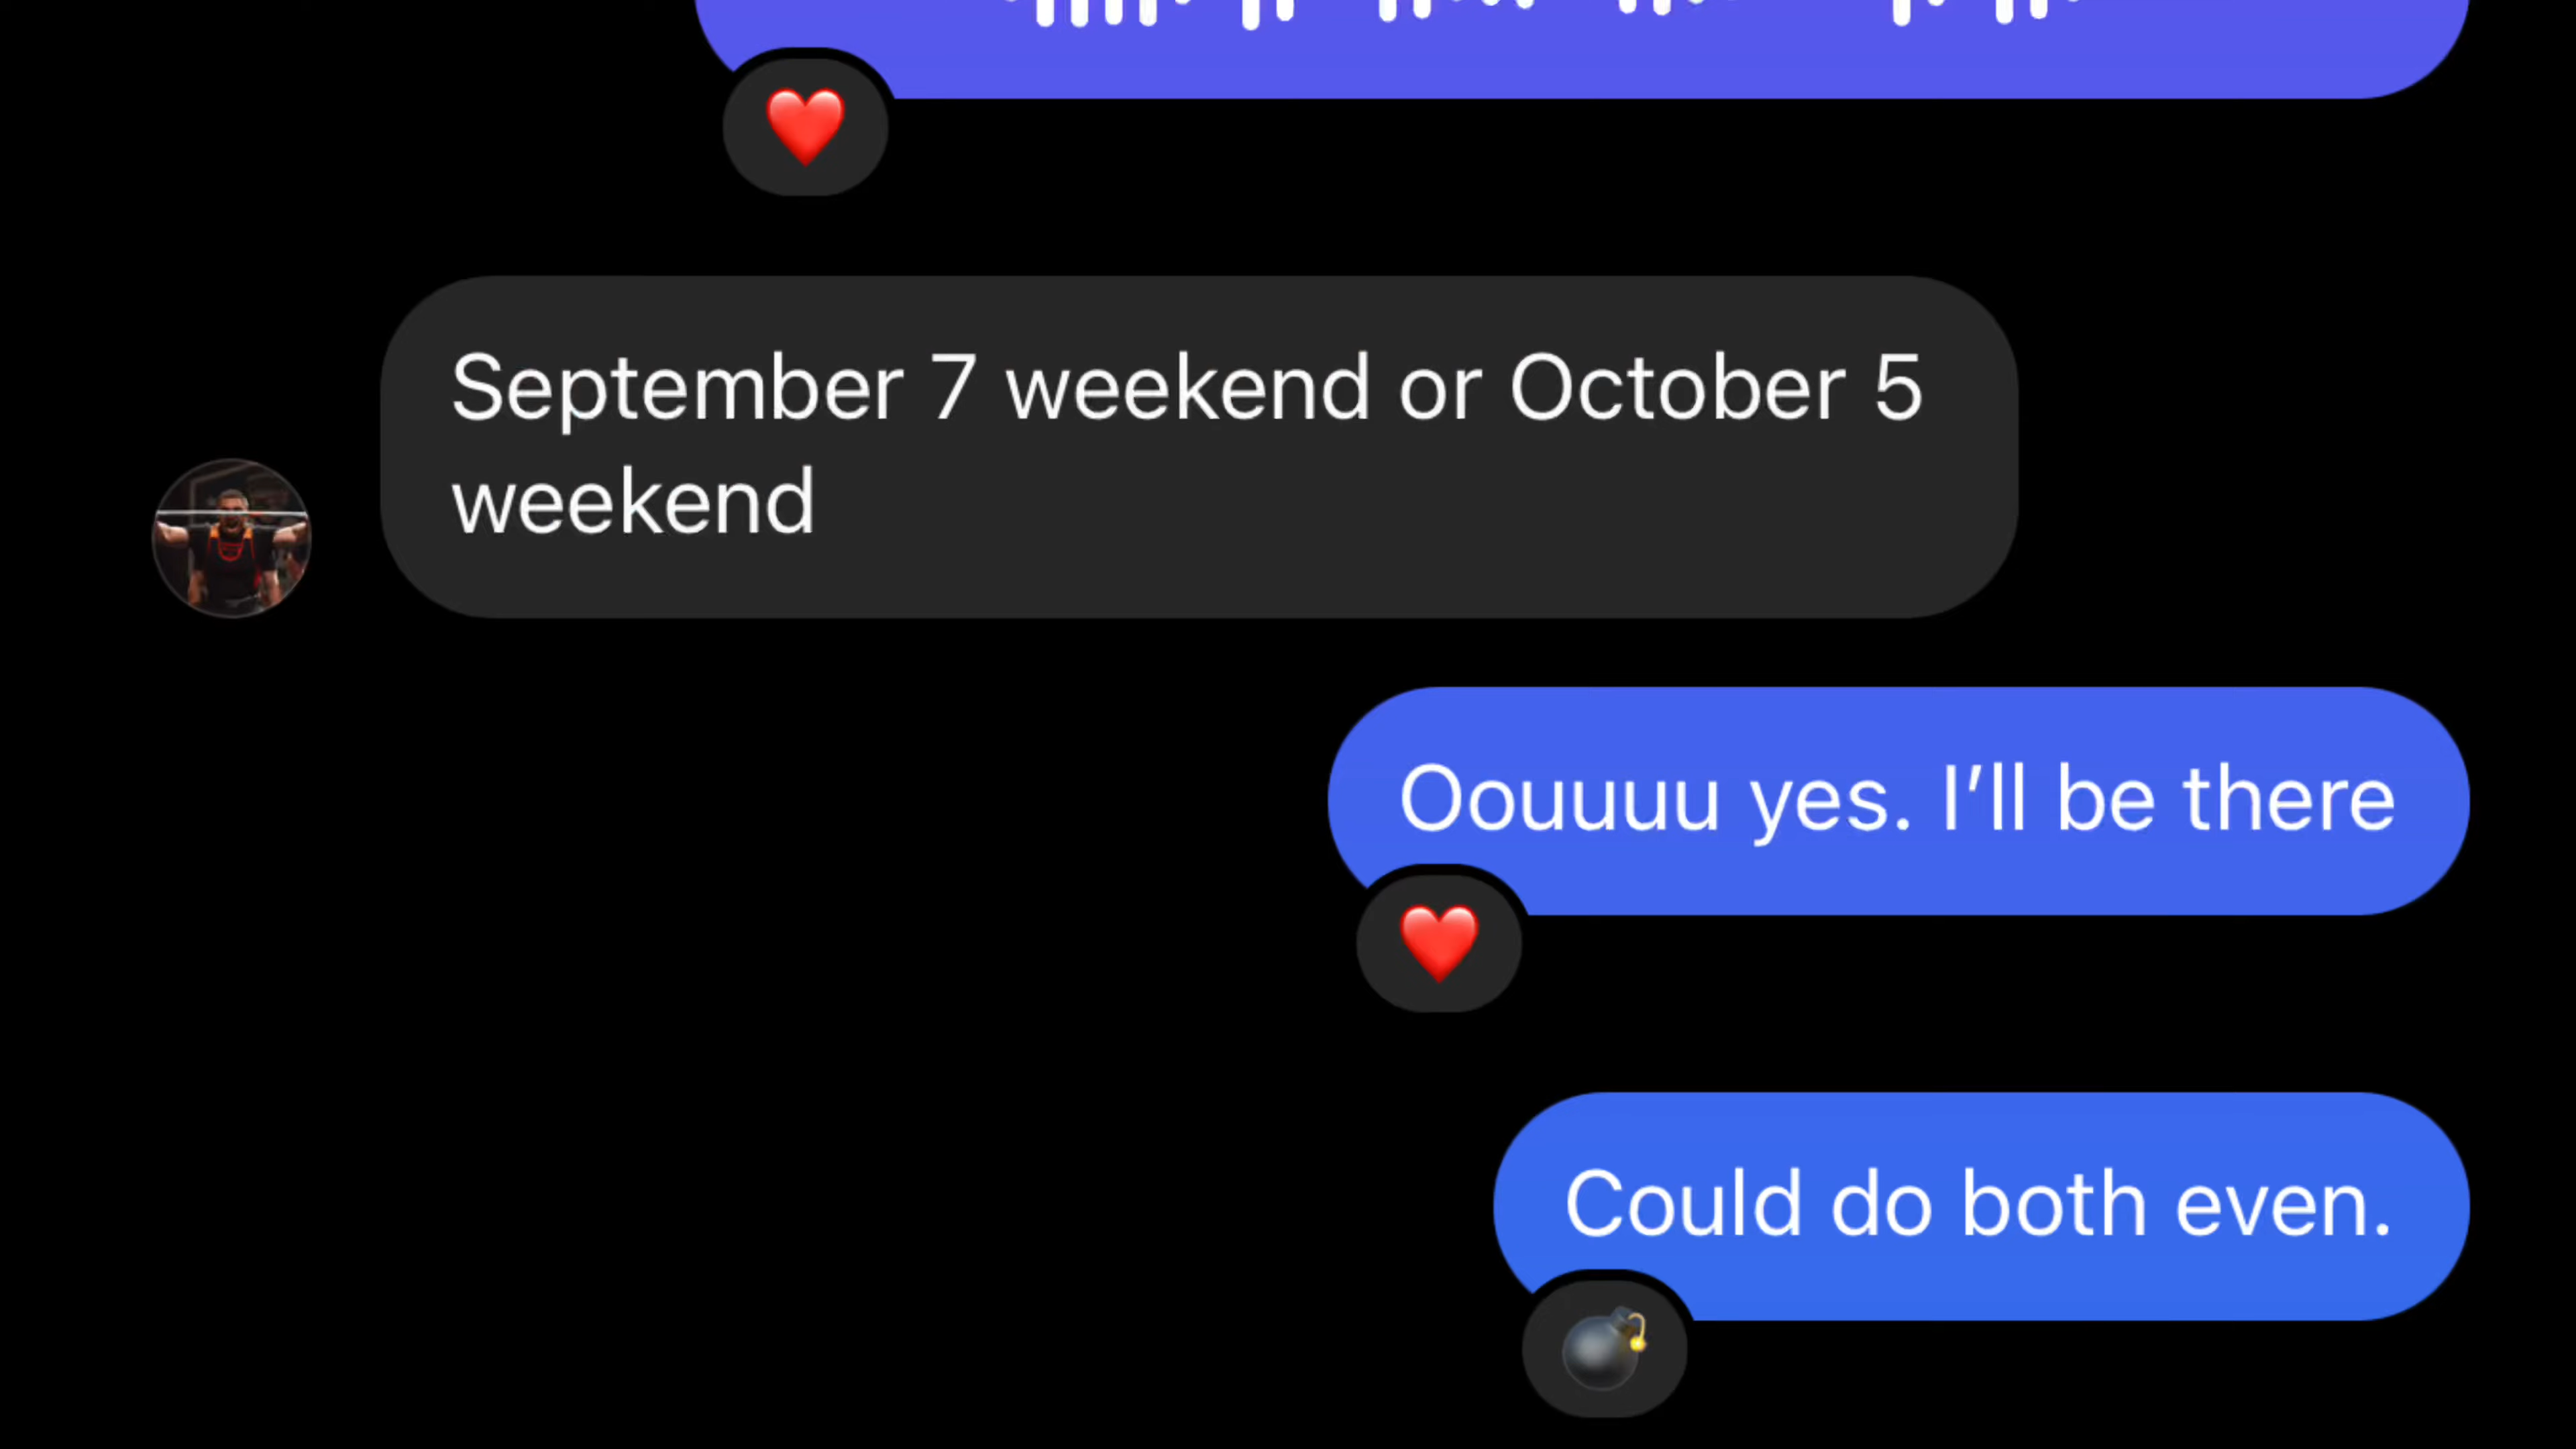 September 7 weekend or October 5
weekend
Oouuuu yes. I’ll be there
Could do both even.